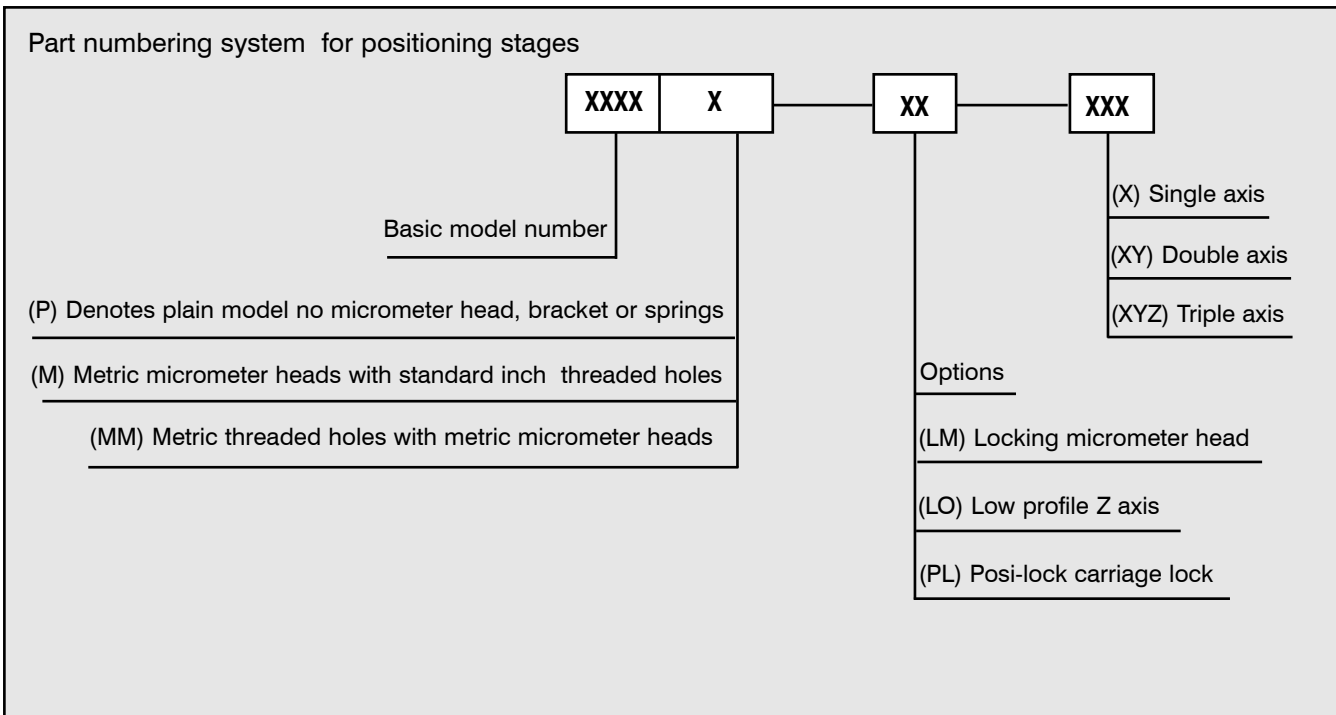 Part numbering system for positioning stages
XXXX X XX XXX
Basic model number
(P) Denotes plain model no micrometer head, bracket or springs
(M) Metric micrometer heads with standard inch threaded holes
(MM) Metric threaded holes with metric micrometer heads
Options
(LM) Locking micrometer head
(LO) Low profile Z axis
(PL) Posi-lock carriage lock
(X) Single axis
(XY) Double axis
(XYZ) Triple axis